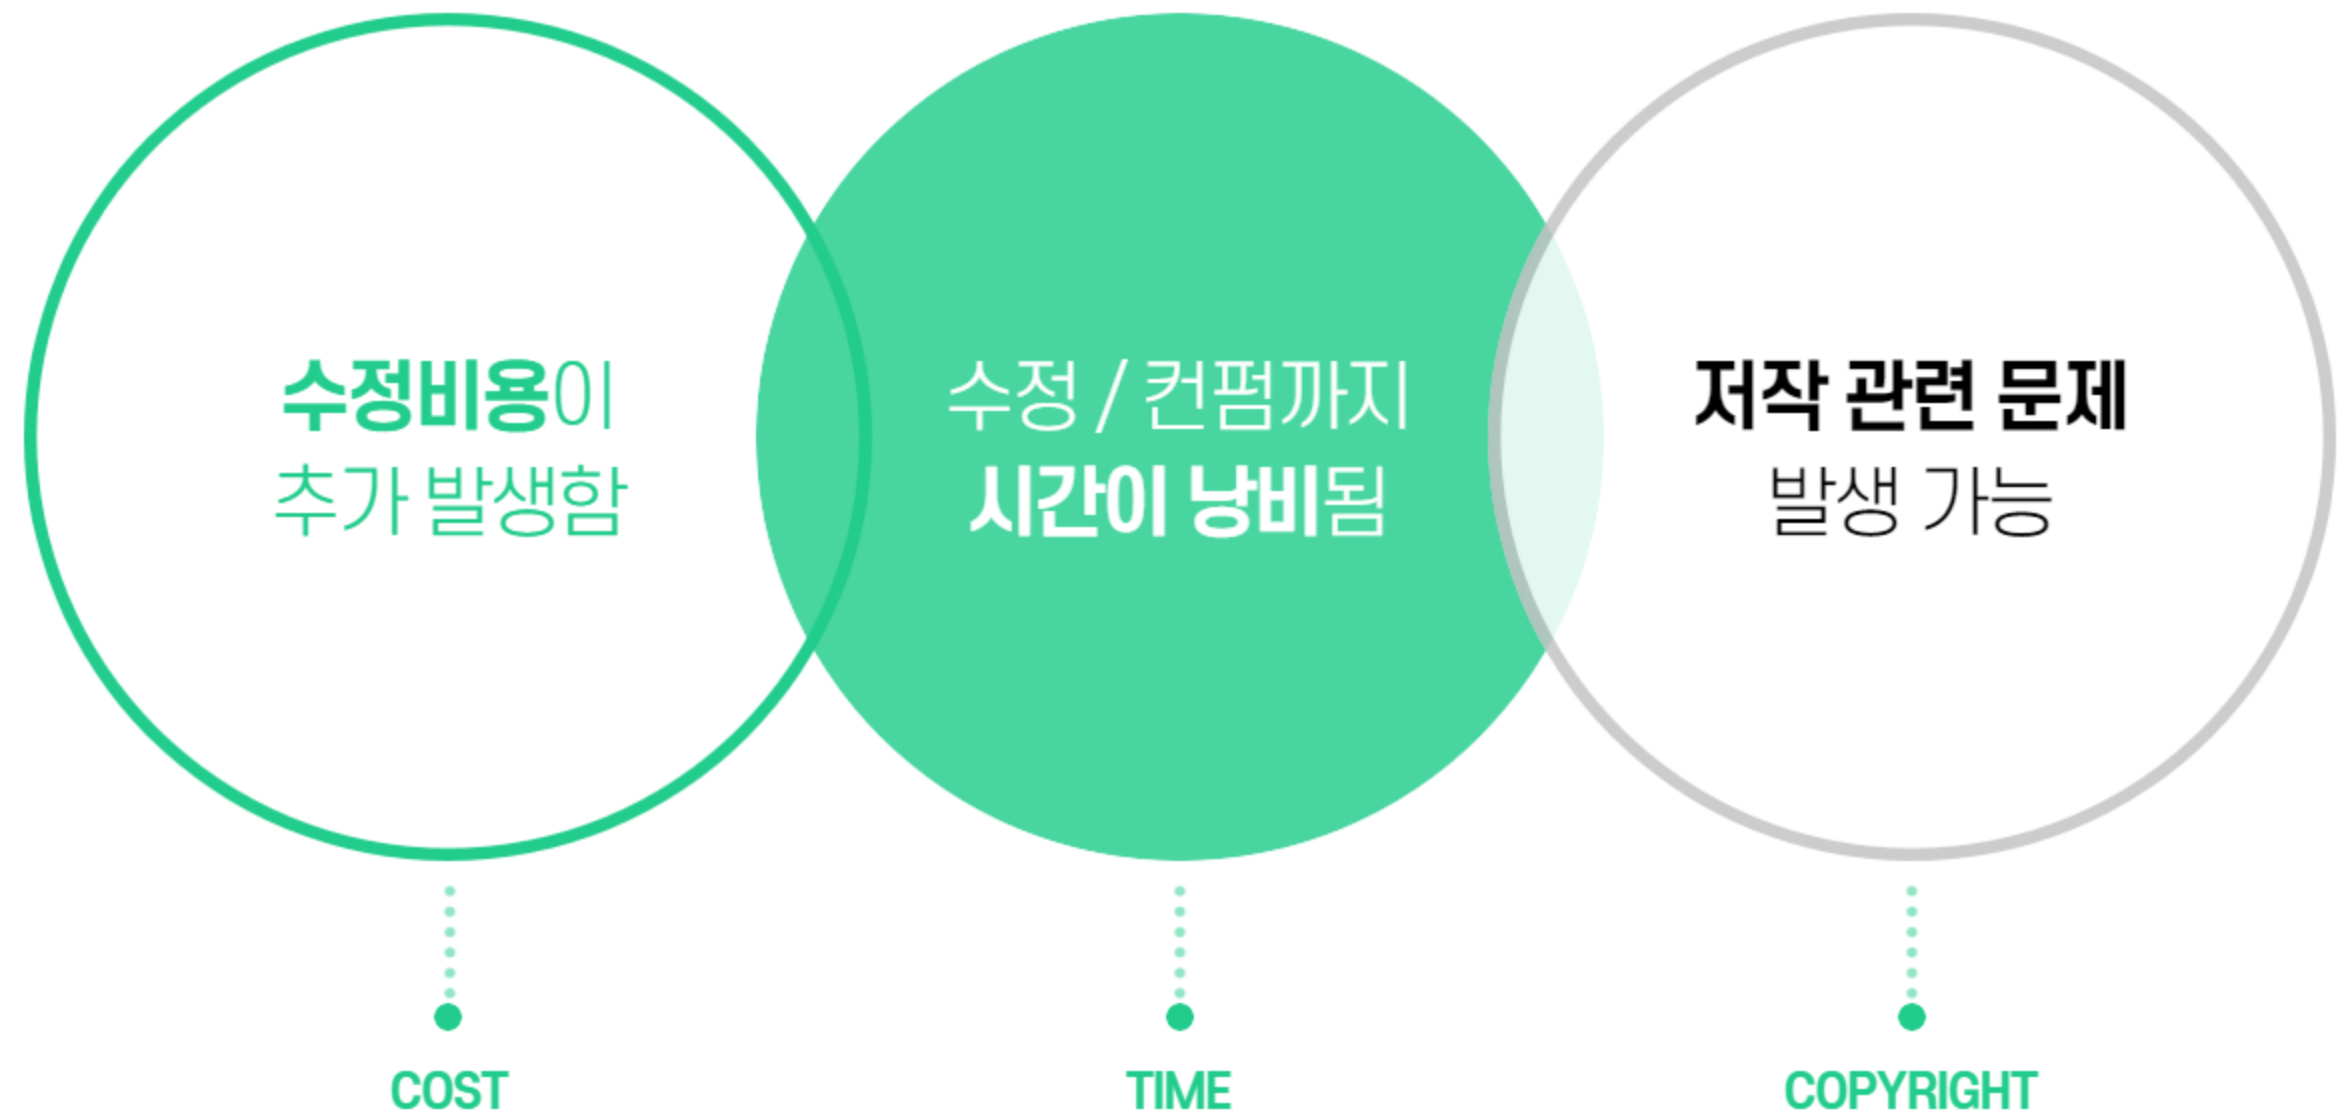 수정비용이
추가 발생함
수정 / 컨펌까지
시간이 낭비됨
저작 관련 문제
발생 가능
COST
TIME
COPYRIGHT